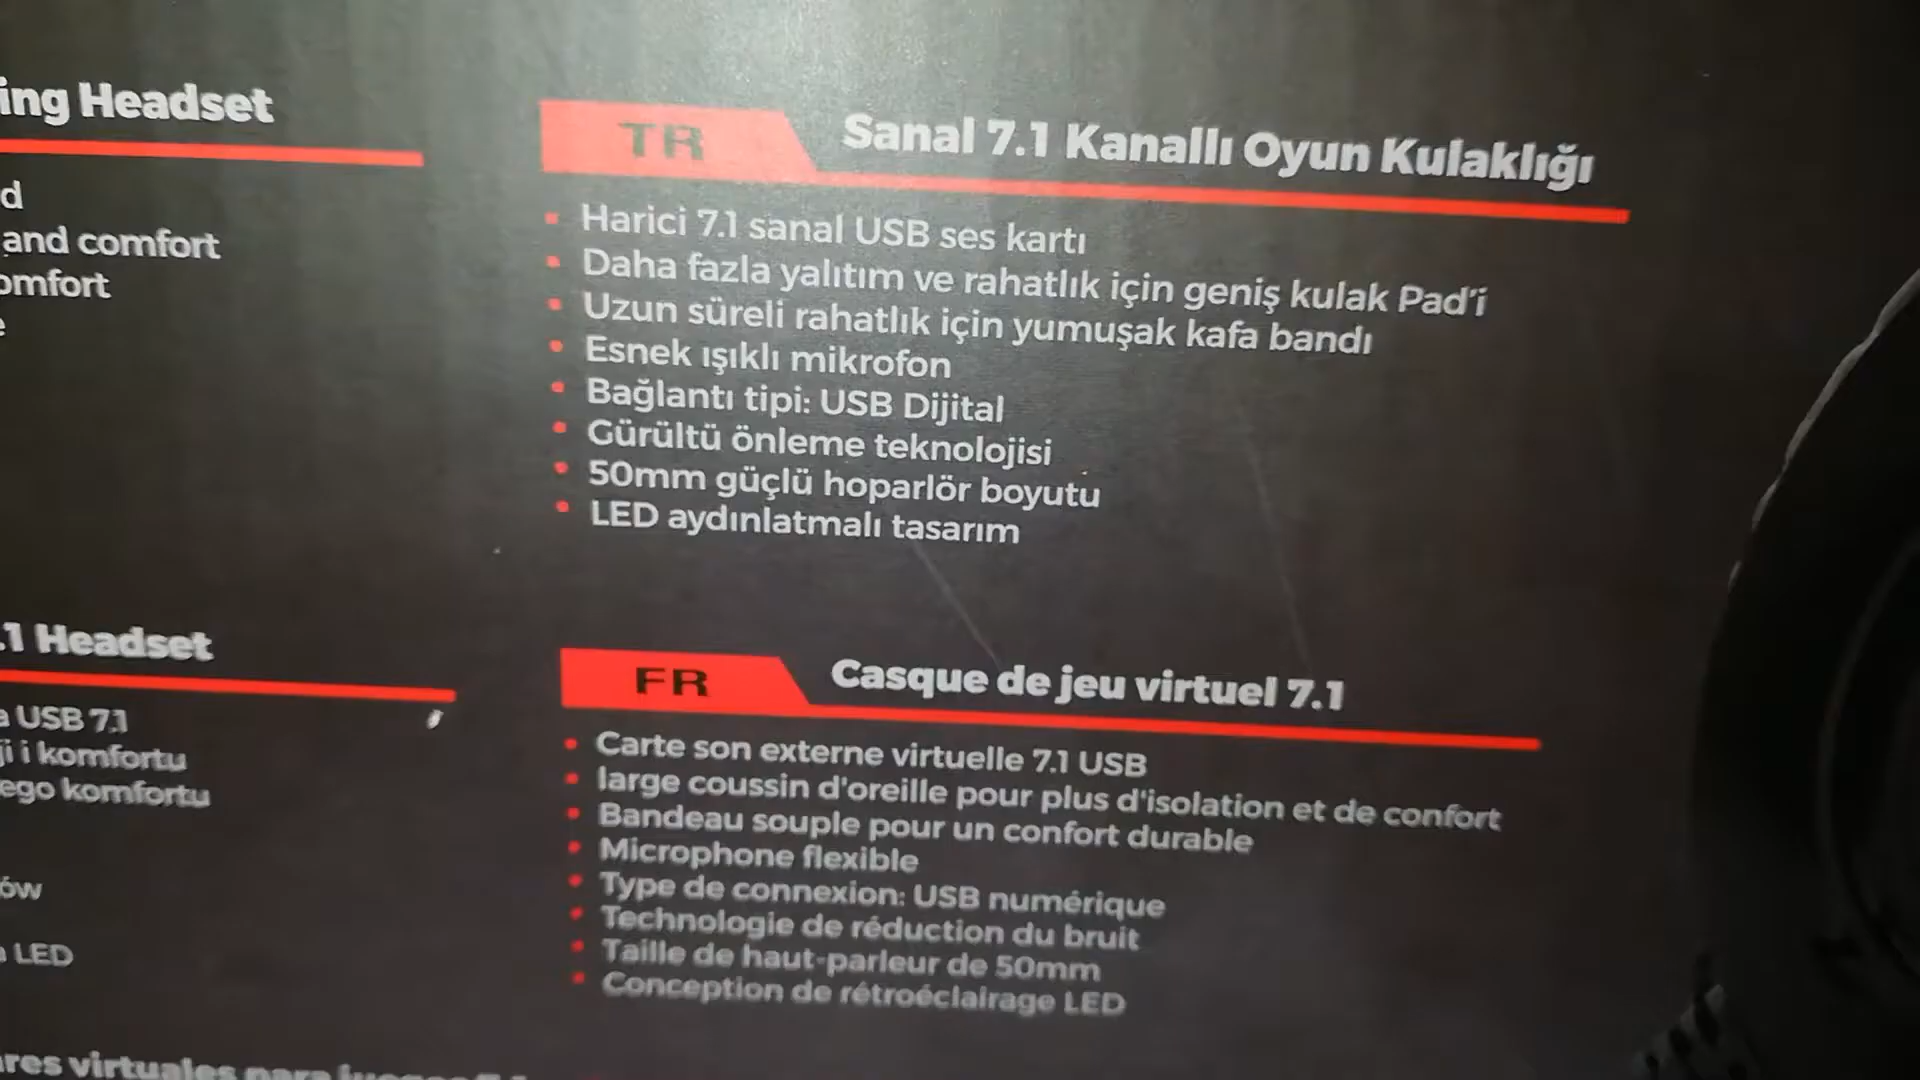 ing Headset
d
and comfort
omfort
e
TR Sanal 7.1 Kanallı Oyun Kulaklığı
Harici 7.1 sanal USB ses kartı
Daha fazla yalıtım ve rahatlık için geniş kulak Pad'i
Uzun süreli rahatlık için yumuşak kafa bandı
Esnek ışıklı mikrofon
Bağlantı tipi: USB Dijital
Gürültü önleme teknolojisi
50mm güçlü hoparlör boyutu
LED aydınlatmalı tasarım
.1 Headset
a USB 7.1
ji i komfortu
ego komfortu
ów
a LED
FR Casque de jeu virtuel 7.1
Carte son externe virtuelle 7.1 USB
large coussin d'oreille pour plus d'isolation et de confort
Bandeau souple pour un confort durable
Microphone flexible
Type de connexion: USB numérique
Technologie de réduction du bruit
Taille de haut-parleur de 50mm
Conception de rétroéclairage LED
res virtuales para juegos 7.1